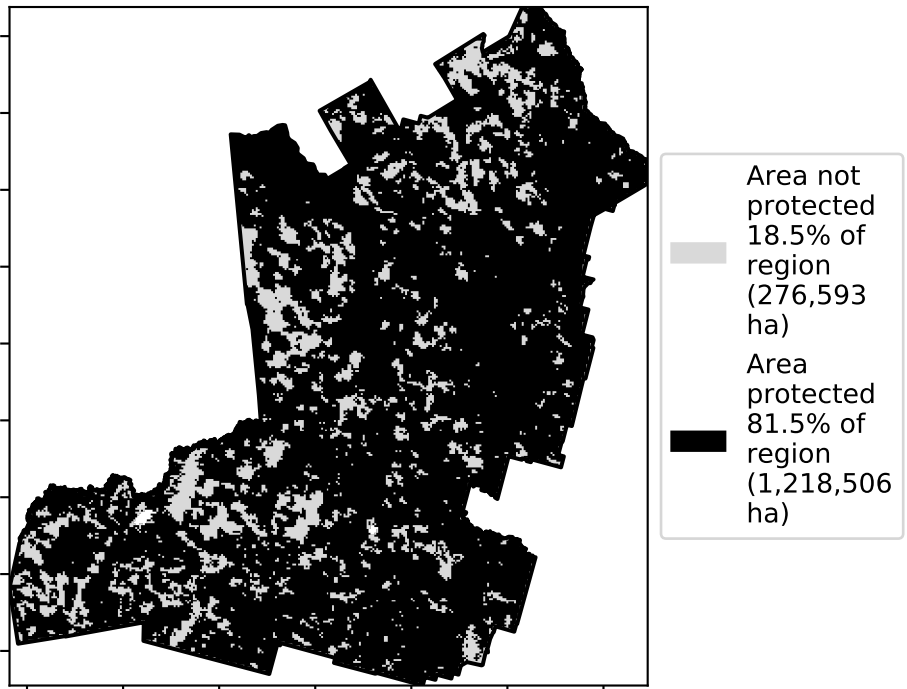 Area not
protected
18.5% of
region
(276,593
ha)
Area
protected
81.5% of
region
(1,218,506
ha)